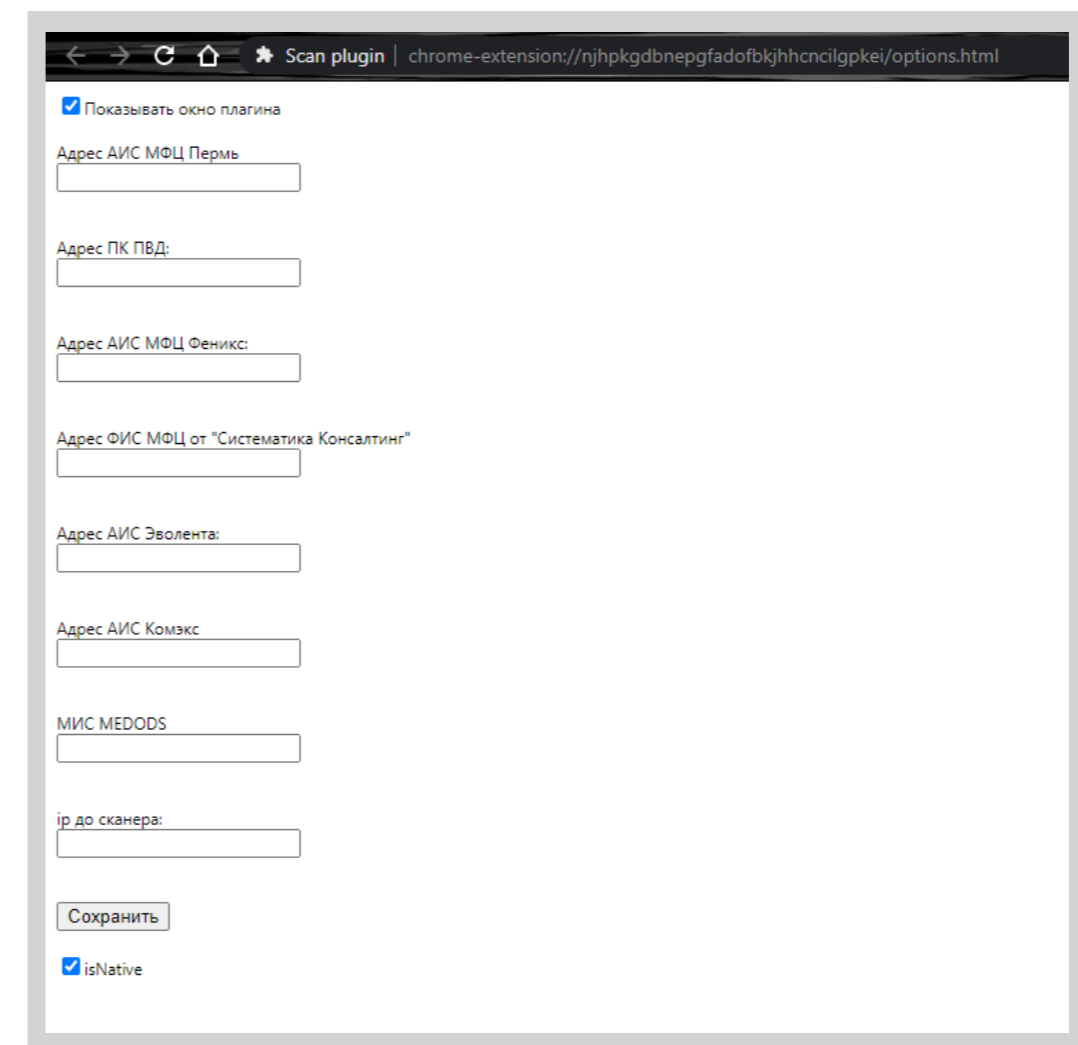 Scan plugin | chrome-extension://njhpkgdbnepgfadofbkjhhcncilgpkei/options.html
Показывать окно плагина
Адрес АИС МФЦ Пермь
Адрес ПК ПВД:
Адрес АИС МФЦ Феникс:
Адрес ФИС МФЦ от "Систематика Консалтинг"
Адрес АИС Эволента:
Адрес АИС Комэкс
МИС MEDODS
ip до сканера:
Сохранить
isNative